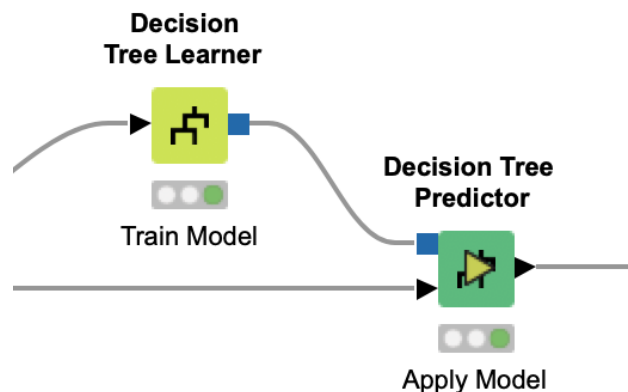 Decision
Tree Learner
Train Model
Decision Tree
Predictor
Apply Model